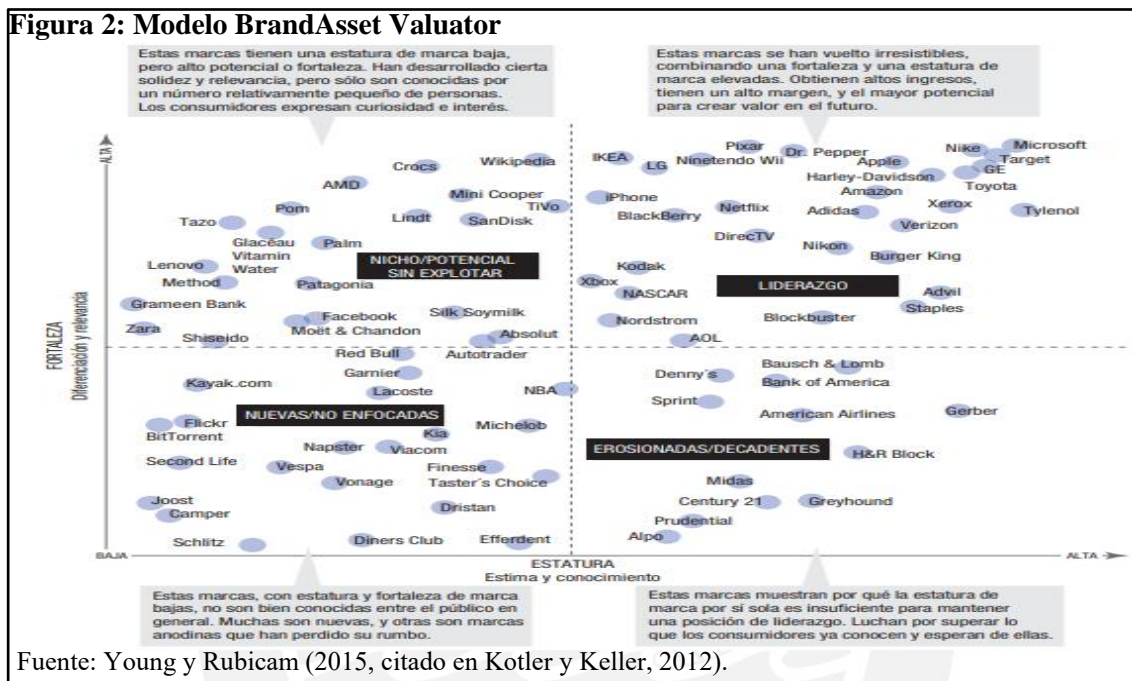 Figura 2: Modelo BrandAsset Valuator
Estas marcas tienen una estatura de marca baja,
pero alto potencial o fortaleza. Han desarrollado cierta
solidez y relevancia, pero sólo son conocidas por
un número relativamente pequeño de personas.
Los consumidores expresan curiosidad e interés.
Estas marcas se han vuelto irresistibles,
combinando una fortaleza y una estatura de
marca elevadas. Obtienen altos ingresos,
tienen un alto margen, y el mayor potencial
para crear valor en el futuro.
ALTA
FORTALEZA
Diferenciación y relevancia
Crocs
Wikipedia
AMD
Mini Cooper
TiVo
Pom
Lindt
SanDisk
Tazo
Glacéau
Vitamin
Water
Palm
NICHO/POTENCIAL
SIN EXPLOTAR
Lenovo
Method
Patagonia
Grameen Bank
Facebook
Silk Soymilk
Zara
Moët & Chandon
Shiseido
Absolut
Autotrader
IKEA
LG
Pixar
Ninetendo Wii
Dr. Pepper
Apple
Nike
Microsoft
Target
GE
Harley-Davidson
Toyota
iPhone
Amazon
BlackBerry
Netflix
Adidas
Xerox
Tylenol
DirecTV
Verizon
Nikon
Burger King
Kodak
Xbox
NASCAR
LIDERAZGO
Advil
Staples
Nordstrom
Blockbuster
AOL
Red Bull
Garnier
Kayak.com
Lacoste
NBA
NUEVAS/NO ENFOCADAS
Flickr
BitTorrent
Kia
Michelob
Napster
Viacom
Second Life
Vespa
Finesse
Vonage
Taster´s Choice
Joost
Camper
Dristan
Schlitz
Diners Club
Efferdent
Bausch & Lomb
Denny´s
Bank of America
Sprint
American Airlines
Gerber
EROSIONADAS/DECADENTES
H&R Block
Midas
Century 21
Greyhound
Prudential
Alpo
BAJA
ESTATURA
Estima y conocimiento
ALTA
Estas marcas, con estatura y fortaleza de marca
bajas, no son bien conocidas entre el público en
general. Muchas son nuevas, y otras son marcas
anodinas que han perdido su rumbo.
Estas marcas muestran por qué la estatura de
marca por sí sola es insuficiente para mantener
una posición de liderazgo. Luchan por superar lo
que los consumidores ya conocen y esperan de ellas.
Fuente: Young y Rubicam (2015, citado en Kotler y Keller, 2012).